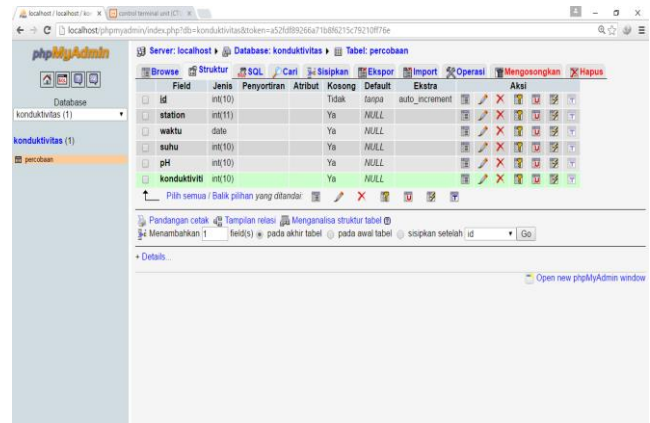 localhost / localhost / kon
control terminal unit (CT
localhost/phpmyadmin/index.php?db=konduktivitas&token=a52fdf89266a71b8f6215c79210ff76e
phpMyAdmin
Server: localhost Database: konduktivitas Tabel: percobaan
Browse Struktur SQL Cari Sisipkan Ekspor Import Operasi Mengosongkan Hapus
Database
konduktivitas (1)
konduktivitas (1)
percobaan
Field Jenis Penyortiran Atribut Kosong Default Ekstra Aksi
id int(10) Tidak tanpa auto_increment
station int(11) Ya NULL
waktu date Ya NULL
suhu int(10) Ya NULL
pH int(10) Ya NULL
konduktiviti int(10) Ya NULL
Pilih semua / Balik pilihan yang ditandai:
Pandangan cetak Tampilan relasi Menganalisa struktur tabel
Menambahkan 1 field(s) pada akhir tabel pada awal tabel sisipkan setelah id Go
+ Details...
Open new phpMyAdmin window